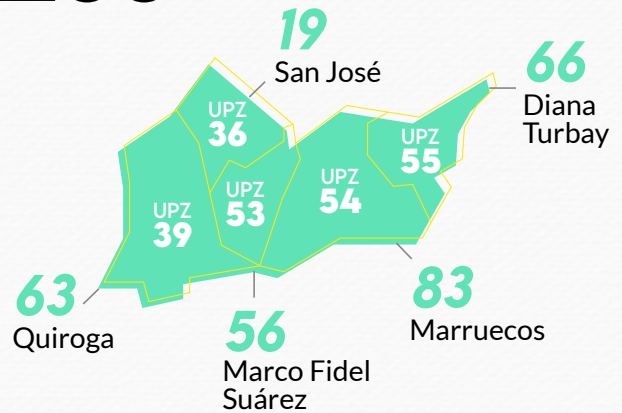 19
San José
66
Diana
Turbay
UPZ
36
UPZ
55
UPZ
54
UPZ
53
UPZ
39
63
Quiroga
56
Marco Fidel
Suárez
83
Marruecos